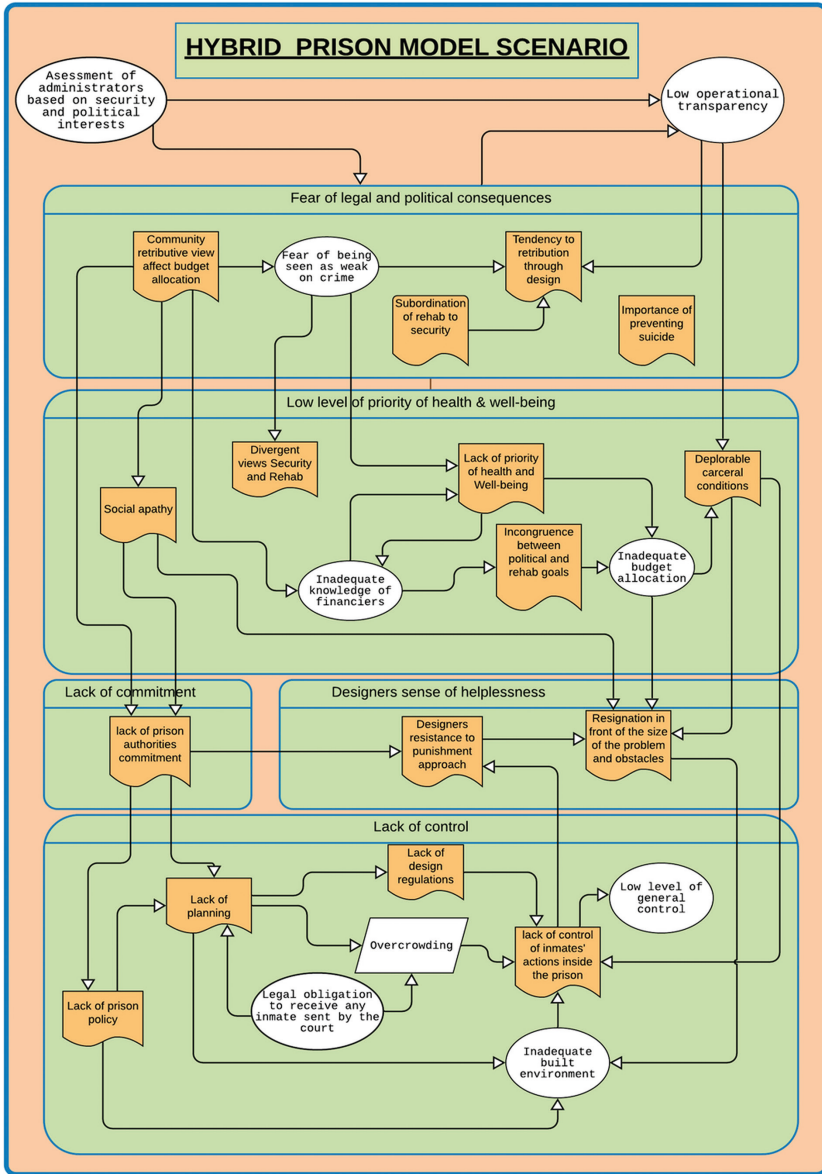 HYBRID PRISON MODEL SCENARIO
Asessment of
administrators
based on security
and political
interests
Low operational
transparency
Fear of legal and political consequences
Community
retributive view
affect budget
allocation
Fear of being
seen as weak
on crime
Tendency to
retribution
through
design
Subordination
of rehab to
security
Importance of
preventing
suicide
Low level of priority of health & well-being
Divergent
views Security
and Rehab
Lack of priority
of health and
Well-being
Deplorable
carceral
conditions
Social apathy
Incongruence
between
political and
rehab goals
Inadequate
budget
allocation
Inadequate
knowledge of
financiers
Lack of commitment
Designers sense of helplessness
lack of prison
authorities
commitment
Designers
resistance to
punishment
approach
Resignation in
front of the size
of the problem
and obstacles
Lack of control
Lack of
design
regulations
Lack of
planning
Low level of
general
control
Overcrowding
lack of control
of inmates'
actions inside
the prison
Legal obligation
to receive any
inmate sent by the
court
Lack of prison
policy
Inadequate
built
environment